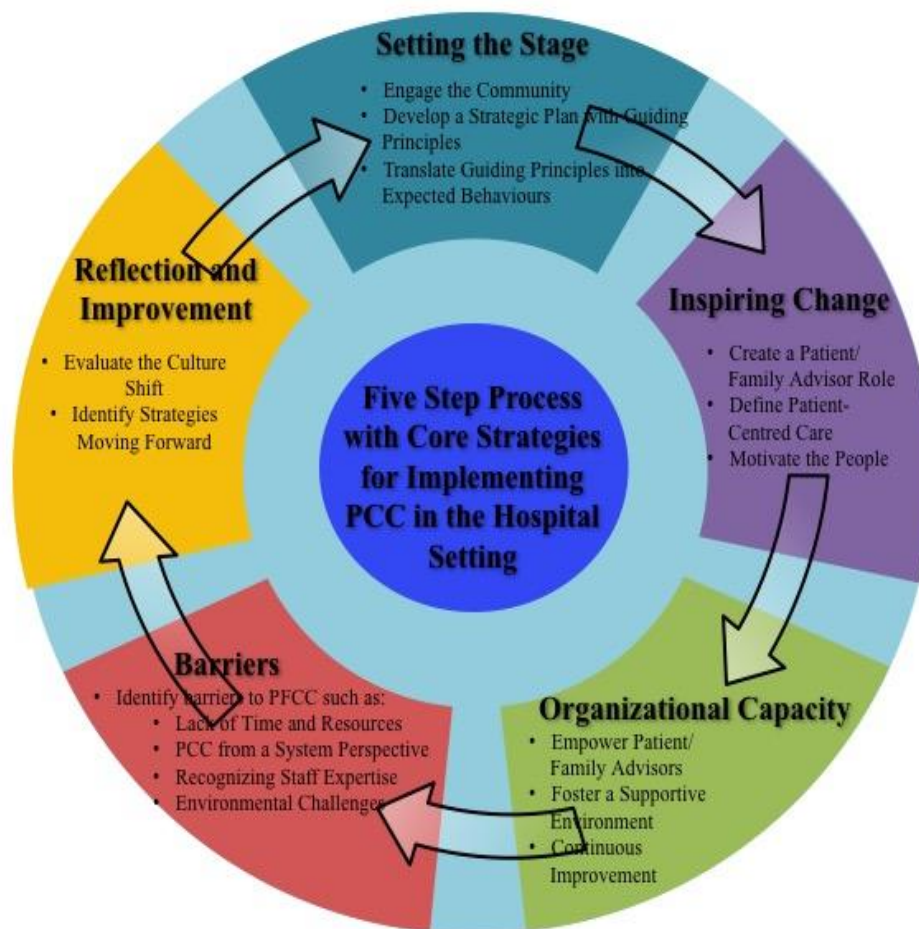 Setting the Stage
• Engage the Community
• Develop a Strategic Plan with Guiding
Principles
• Translate Guiding Principles into
Expected Behaviours
Inspiring Change
• Create a Patient/
Family Advisor Role
• Define Patient-
Centred Care
• Motivate the People
Organizational Capacity
• Empower Patient/
Family Advisors
• Foster a Supportive
Environment
• Continuous
Improvement
Barriers
• Identify barriers to PFCC such as:
• Lack of Time and Resources
• PCC from a System Perspective
• Recognizing Staff Expertise
• Environmental Challenges
Reflection and
Improvement
• Evaluate the Culture
Shift
• Identify Strategies
Moving Forward
Five Step Process
with Core Strategies
for Implementing
PCC in the Hospital
Setting